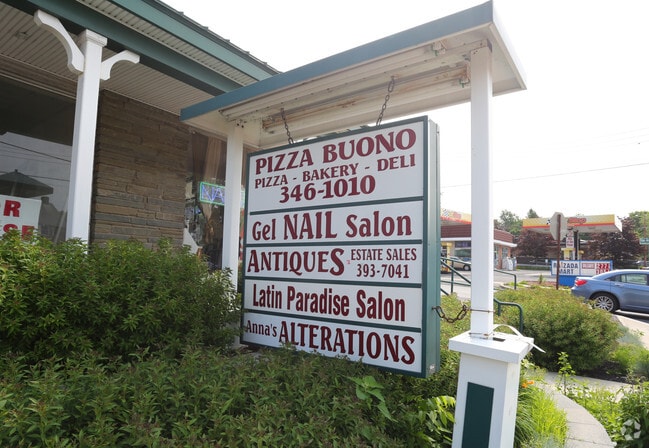 PIZZA BUONO
PIZZA - BAKERY - DELI
346-1010
Gel NAIL Salon
ANTIQUES ESTATE SALES
393-7041
Latin Paradise Salon
Anna's ALTERATIONS
MART